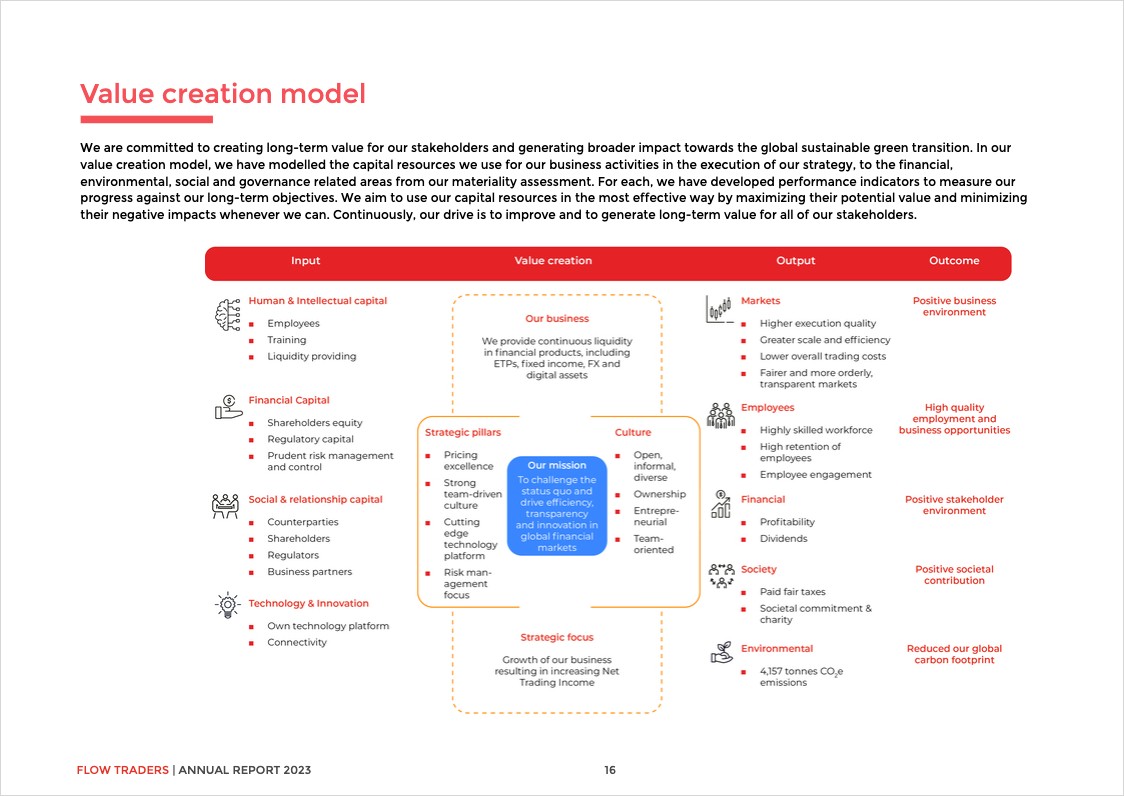 Value creation model
We are committed to creating long-term value for our stakeholders and generating broader impact towards the global sustainable green transition. In our
value creation model, we have modelled the capital resources we use for our business activities in the execution of our strategy, to the financial,
environmental, social and governance related areas from our materiality assessment. For each, we have developed performance indicators to measure our
progress against our long-term objectives. We aim to use our capital resources in the most effective way by maximizing their potential value and minimizing
their negative impacts whenever we can. Continuously, our drive is to improve and to generate long-term value for all of our stakeholders.
Input
Value creation
Output
Outcome
Human & Intellectual capital
Employees
Training
Liquidity providing
Financial Capital
Shareholders equity
Regulatory capital
Prudent risk management
and control
Social & relationship capital
Counterparties
Shareholders
Regulators
Business partners
Technology & Innovation
Own technology platform
Connectivity
Our business
We provide continuous liquidity
in financial products, including
ETPs, fixed income, FX and
digital assets
Strategic pillars
Pricing
excellence
Strong
team-driven
culture
Cutting
edge
technology
platform
Risk man-
agement
focus
Our mission
To challenge the
status quo and
drive efficiency,
transparency
and innovation in
global financial
markets
Culture
Open,
informal,
diverse
Ownership
Entrepre-
neurial
Team-
oriented
Strategic focus
Growth of our business
resulting in increasing Net
Trading Income
Markets
Higher execution quality
Greater scale and efficiency
Lower overall trading costs
Fairer and more orderly,
transparent markets
Positive business
environment
Employees
Highly skilled workforce
High retention of
employees
Employee engagement
High quality
employment and
business opportunities
Financial
Profitability
Dividends
Positive stakeholder
environment
Society
Paid fair taxes
Societal commitment &
charity
Positive societal
contribution
Environmental
4,157 tonnes CO₂e
emissions
Reduced our global
carbon footprint
FLOW TRADERS | ANNUAL REPORT 2023
16